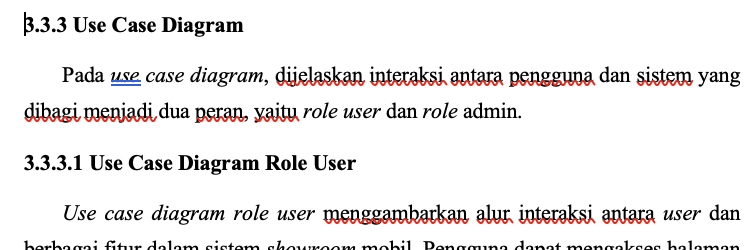 3.3.3 Use Case Diagram
Pada use case diagram, dijelaskan interaksi antara pengguna dan sistem yang
dibagi menjadi dua peran, yaitu role user dan role admin.
3.3.3.1 Use Case Diagram Role User
Use case diagram role user menggambarkan alur interaksi antara user dan
berbagai fitur dalam sistem showroom mobil. Pengguna dapat mengakses halaman